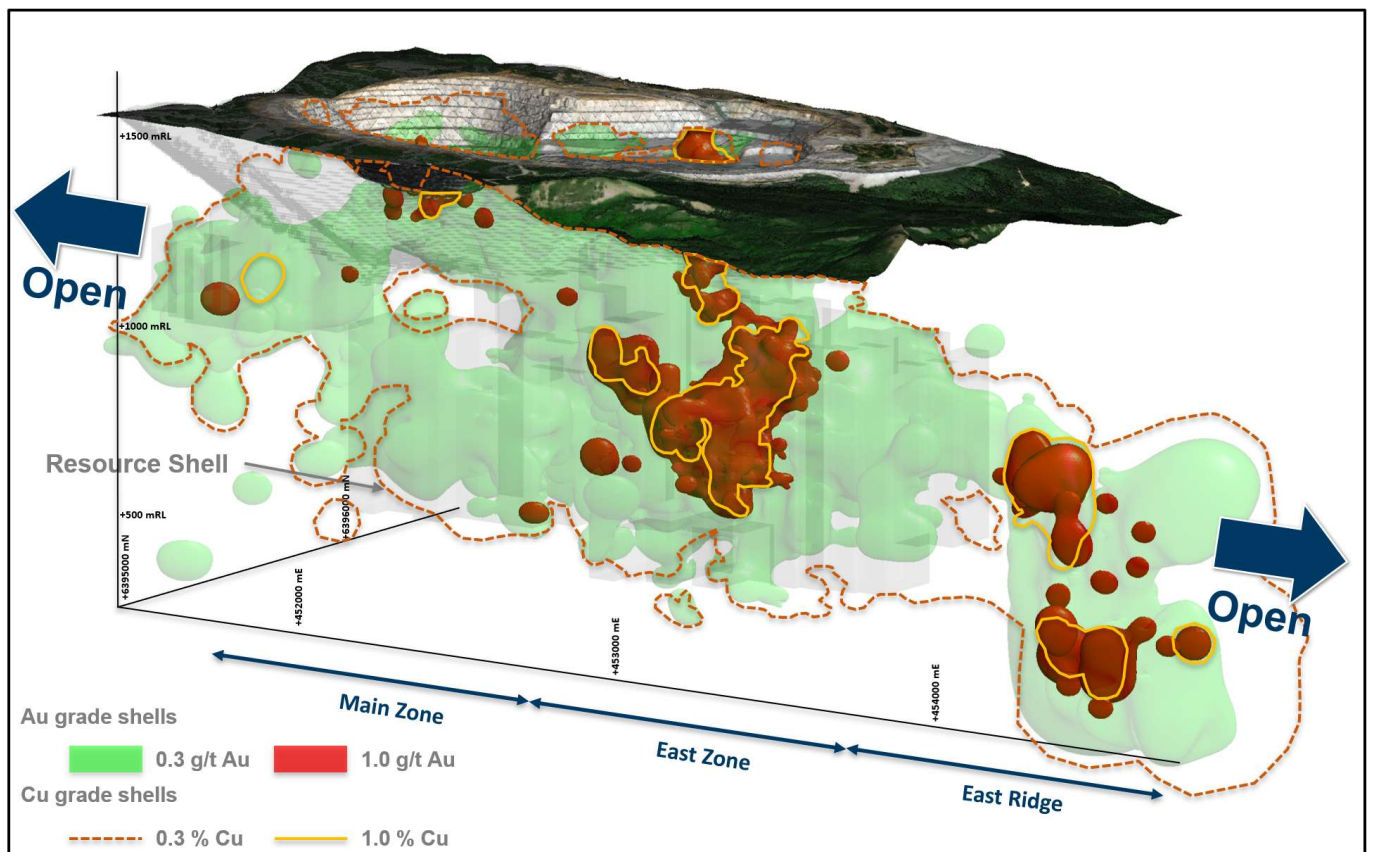 +1500 mRL
Open
+1000 mRL
Resource Shell
+500 mRL
+6395000 mN
+6396000 mN
+452000 mE
+453000 mE
+454000 mE
Open
Main Zone
East Zone
East Ridge
Au grade shells
0.3 g/t Au
1.0 g/t Au
Cu grade shells
0.3 % Cu
1.0 % Cu